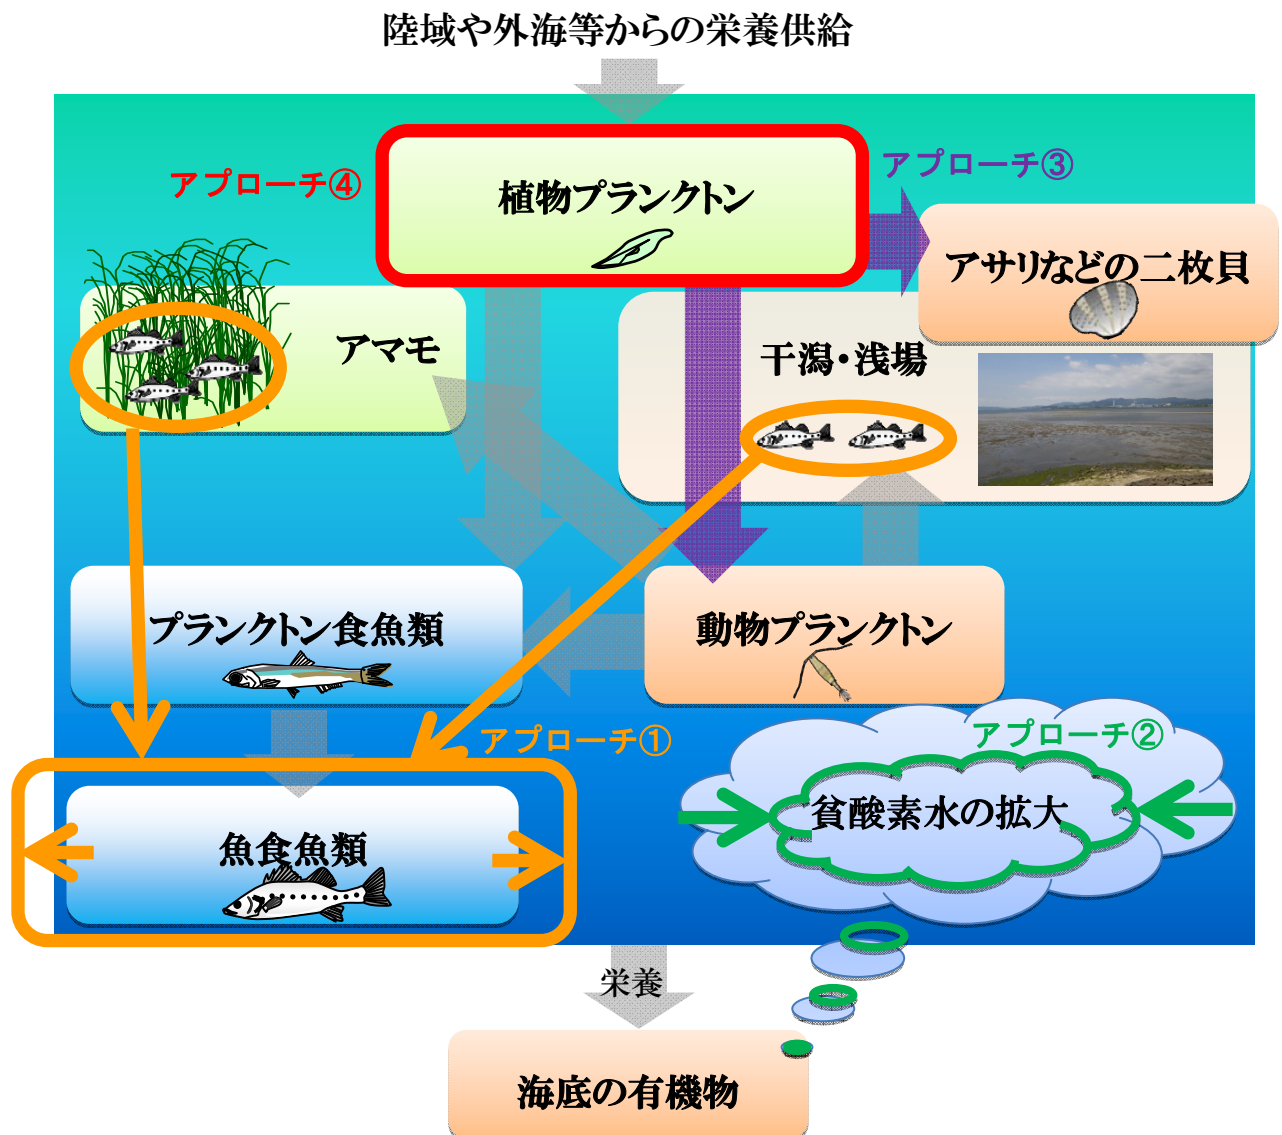 陸域や外海等からの栄養供給
アプローチ④
植物プランクトン
アプローチ③
アサリなどの二枚貝
アマモ
干潟・浅場
プランクトン食魚類
動物プランクトン
アプローチ①
アプローチ②
貧酸素水の拡大
魚食魚類
栄養
海底の有機物